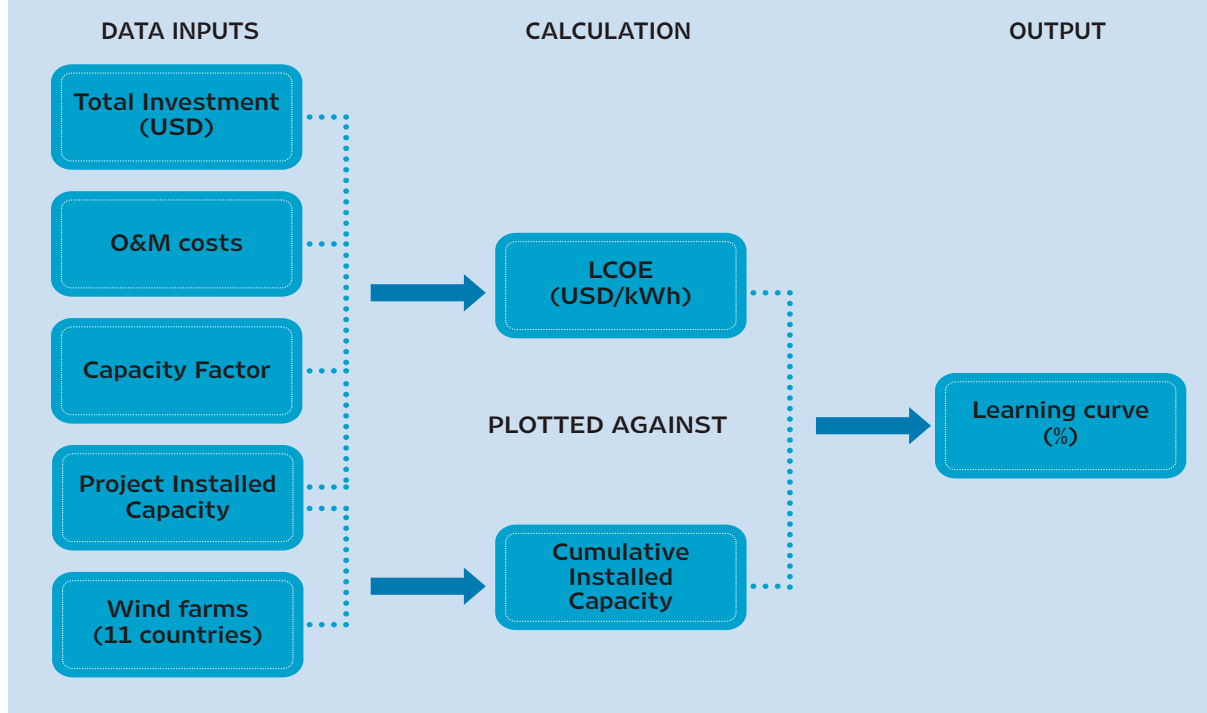 DATA INPUTS
CALCULATION
OUTPUT
Total Investment
(USD)
O&M costs
Capacity Factor
Project Installed
Capacity
Wind farms
(11 countries)
LCOE
(USD/kWh)
PLOTTED AGAINST
Cumulative
Installed
Capacity
Learning curve
(%)